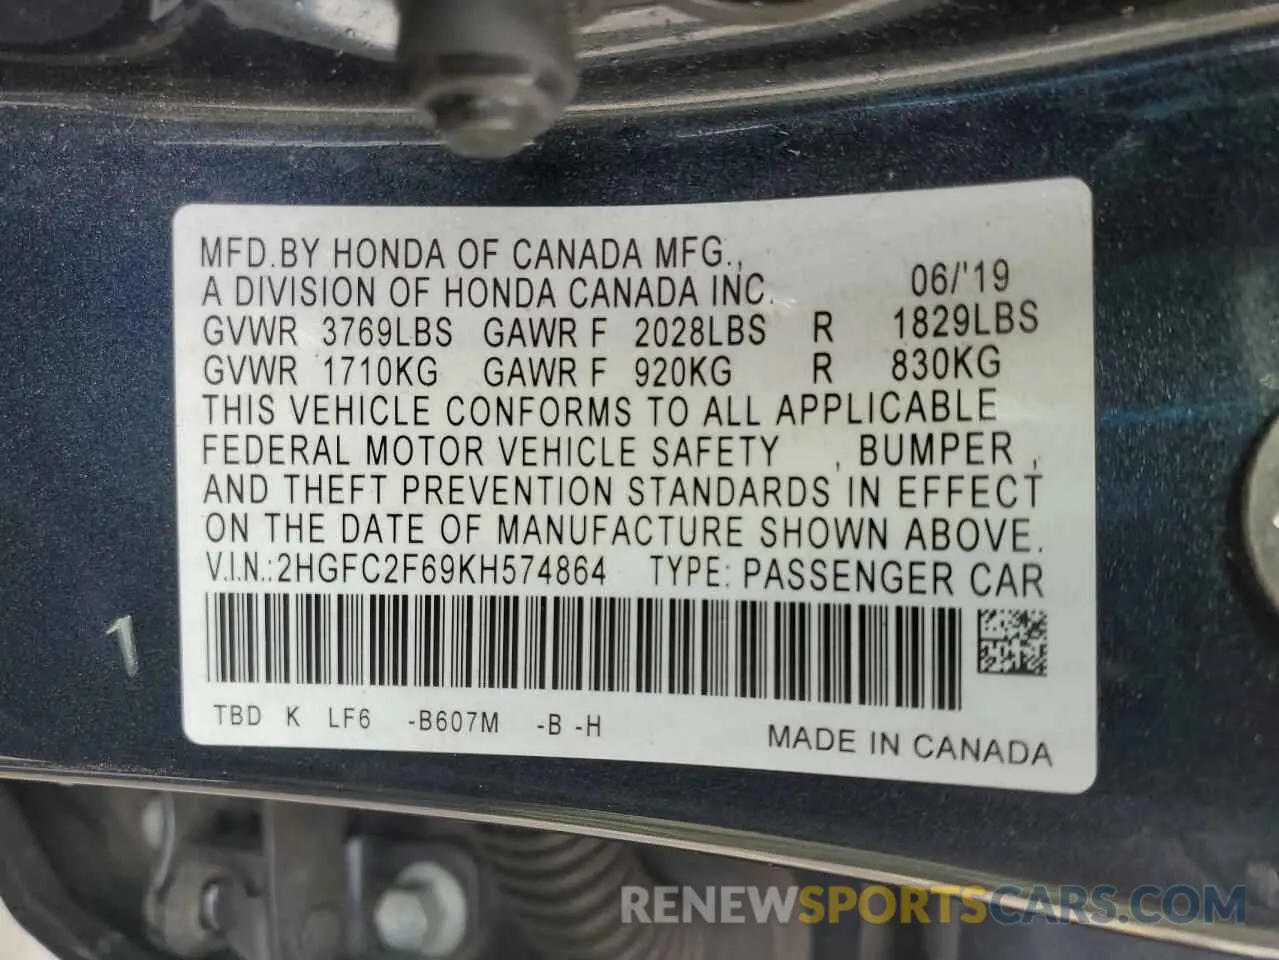 MFD.BY HONDA OF CANADA MFG.,
A DIVISION OF HONDA CANADA INC. 06/'19
GVWR 3769LBS GAWR F 2028LBS R 1829LBS
GVWR 1710KG GAWR F 920KG R 830KG
THIS VEHICLE CONFORMS TO ALL APPLICABLE
FEDERAL MOTOR VEHICLE SAFETY , BUMPER ,
AND THEFT PREVENTION STANDARDS IN EFFECT
ON THE DATE OF MANUFACTURE SHOWN ABOVE.
V.I.N.:2HGFC2F69KH574864 TYPE: PASSENGER CAR
TBD K LF6 -B607M -B -H
MADE IN CANADA
1
RENEWSPORTSCARS.COM